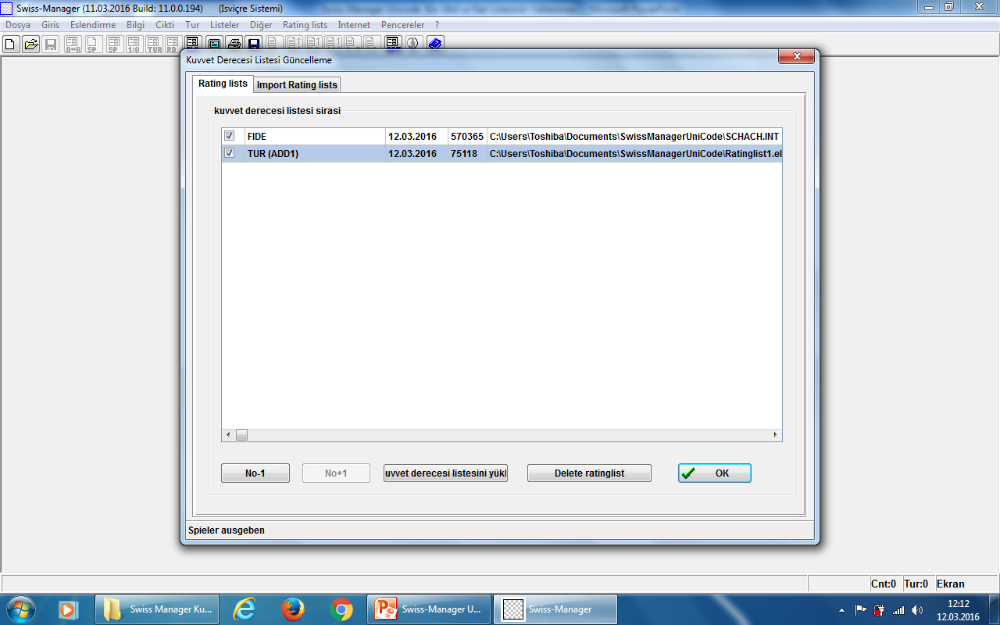 Swiss-Manager (11.03.2016 Build: 11.0.0.194) (Isviçre Sistemi)
Dosya Giris Eslendirme Bilgi Cikti Tur Listeler Diğer Rating lists Internet Pencereler ?
A↔B SP SP 1:0 TUR RD
Kuvvet Derecesi Listesi Güncelleme
Rating lists Import Rating lists
kuvvet derecesi listesi sirasi
FIDE 12.03.2016 570365 C:\Users\Toshiba\Documents\SwissManagerUniCode\SCHACH.INT
TUR (ADD1) 12.03.2016 75118 C:\Users\Toshiba\Documents\SwissManagerUniCode\Ratinglist1.el
No-1 No+1 uvvet derecesi listesini yükl Delete ratinglist OK
Spieler ausgeben
Cnt:0 Tur:0 Ekran
Swiss Manager Ku... Swiss-Manager U... Swiss-Manager
12:12
12.03.2016